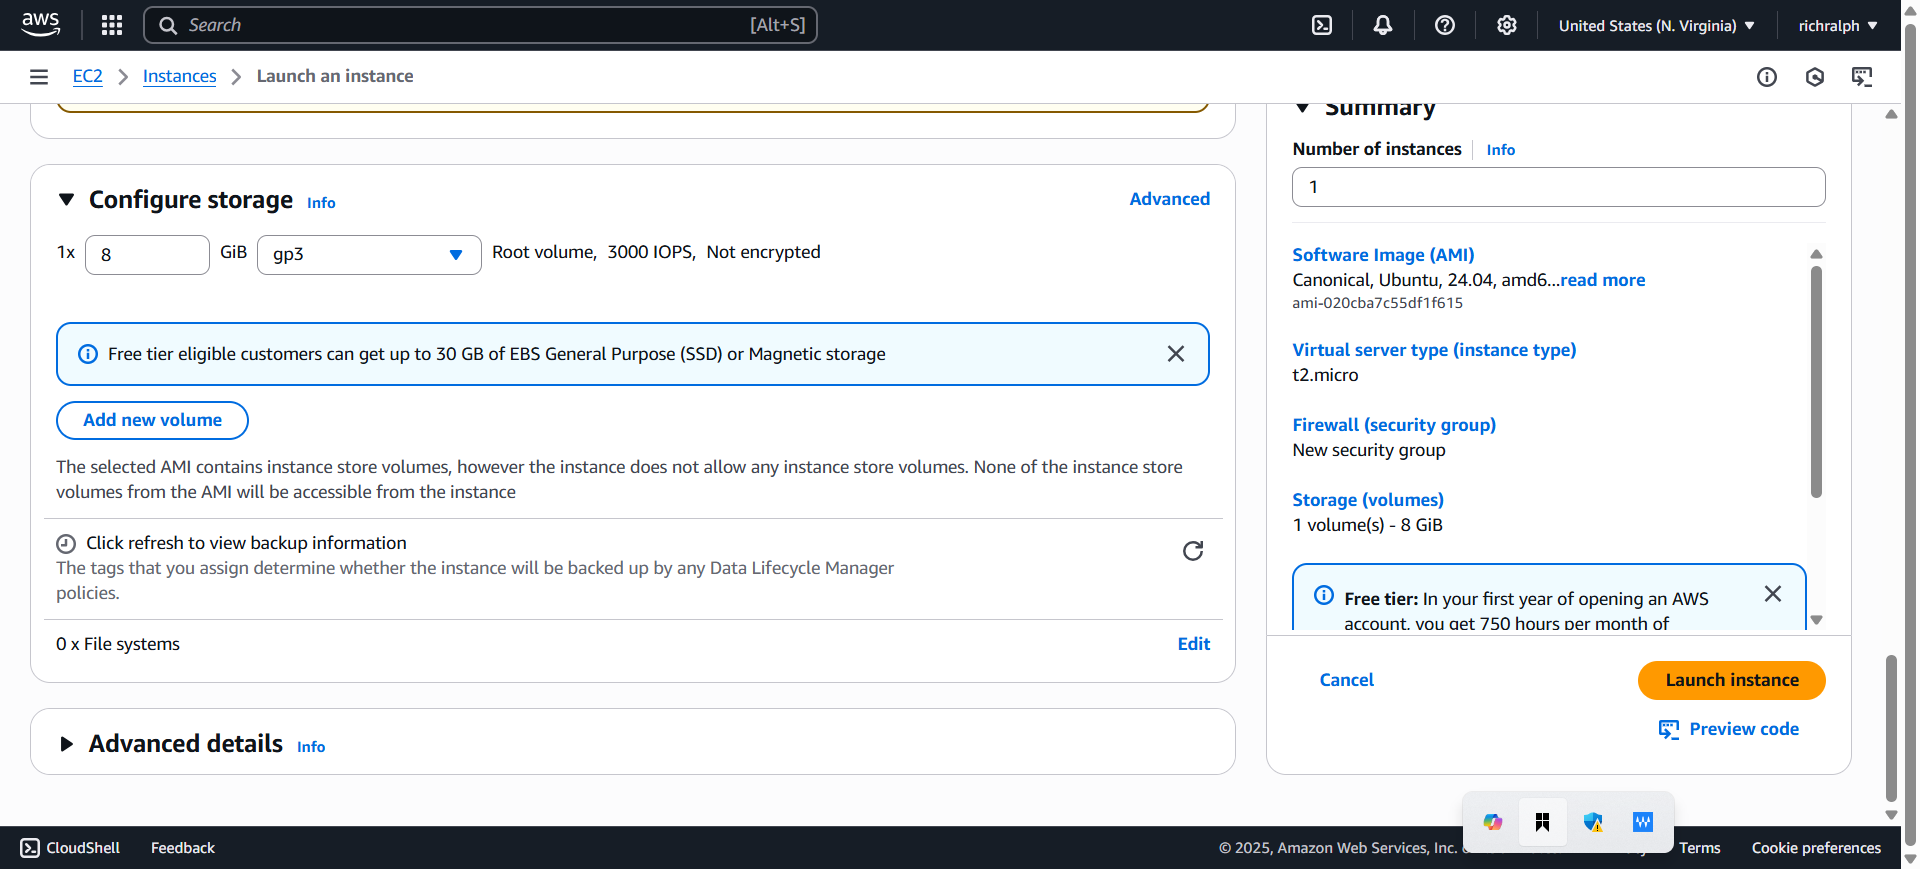 aws
Search
[Alt+S]
United States (N. Virginia)
richralph
EC2
Instances
Launch an instance
Configure storage
Info
Advanced
1x
8
GiB
gp3
Root volume, 3000 IOPS, Not encrypted
Free tier eligible customers can get up to 30 GB of EBS General Purpose (SSD) or Magnetic storage
Add new volume
The selected AMI contains instance store volumes, however the instance does not allow any instance store volumes. None of the instance store
volumes from the AMI will be accessible from the instance
Click refresh to view backup information
The tags that you assign determine whether the instance will be backed up by any Data Lifecycle Manager
policies.
0 x File systems
Edit
Advanced details
Info
Summary
Number of instances
Info
1
Software Image (AMI)
Canonical, Ubuntu, 24.04, amd6...read more
ami-020cba7c55df1f615
Virtual server type (instance type)
t2.micro
Firewall (security group)
New security group
Storage (volumes)
1 volume(s) - 8 GiB
Free tier: In your first year of opening an AWS
account, you get 750 hours per month of
Cancel
Launch instance
Preview code
CloudShell
Feedback
© 2025, Amazon Web Services, Inc.
Terms
Cookie preferences